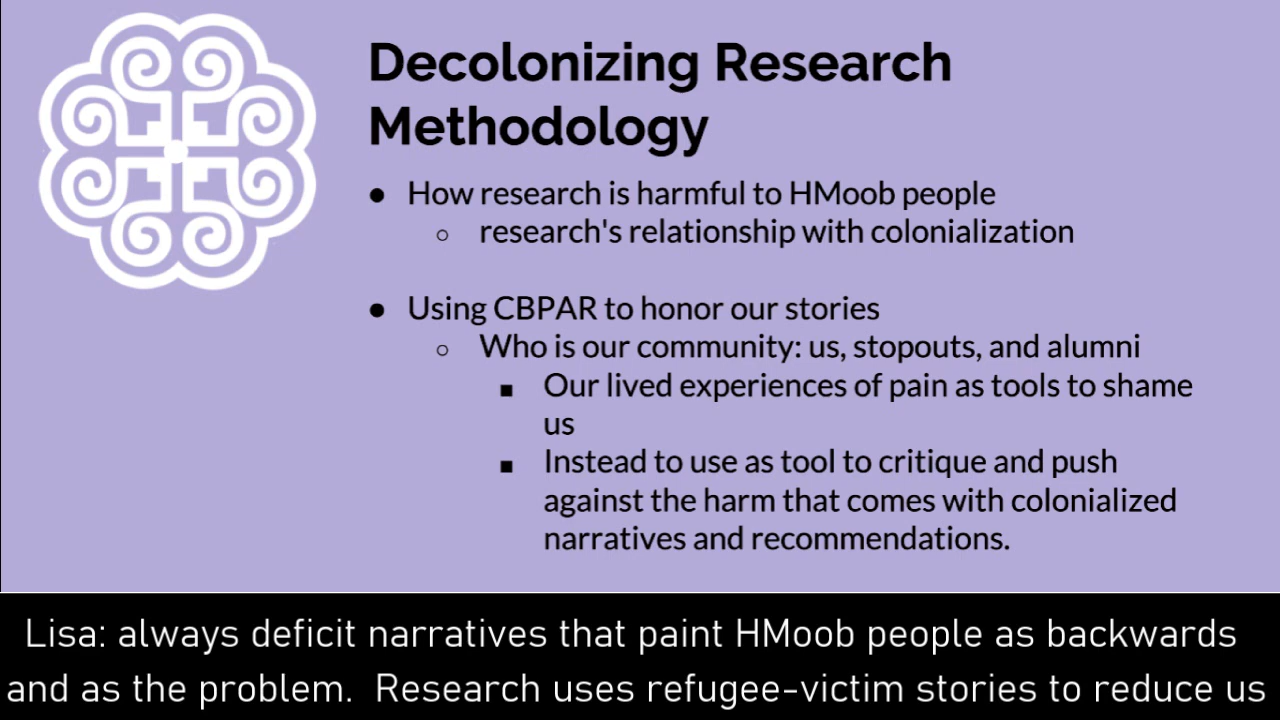 Decolonizing Research
Methodology
● How research is harmful to HMoob people
○ research's relationship with colonialization
● Using CBPAR to honor our stories
○ Who is our community: us, stopouts, and alumni
■ Our lived experiences of pain as tools to shame
us
■ Instead to use as tool to critique and push
against the harm that comes with colonialized
narratives and recommendations.
Lisa: always deficit narratives that paint HMoob people as backwards
and as the problem.  Research uses refugee-victim stories to reduce us